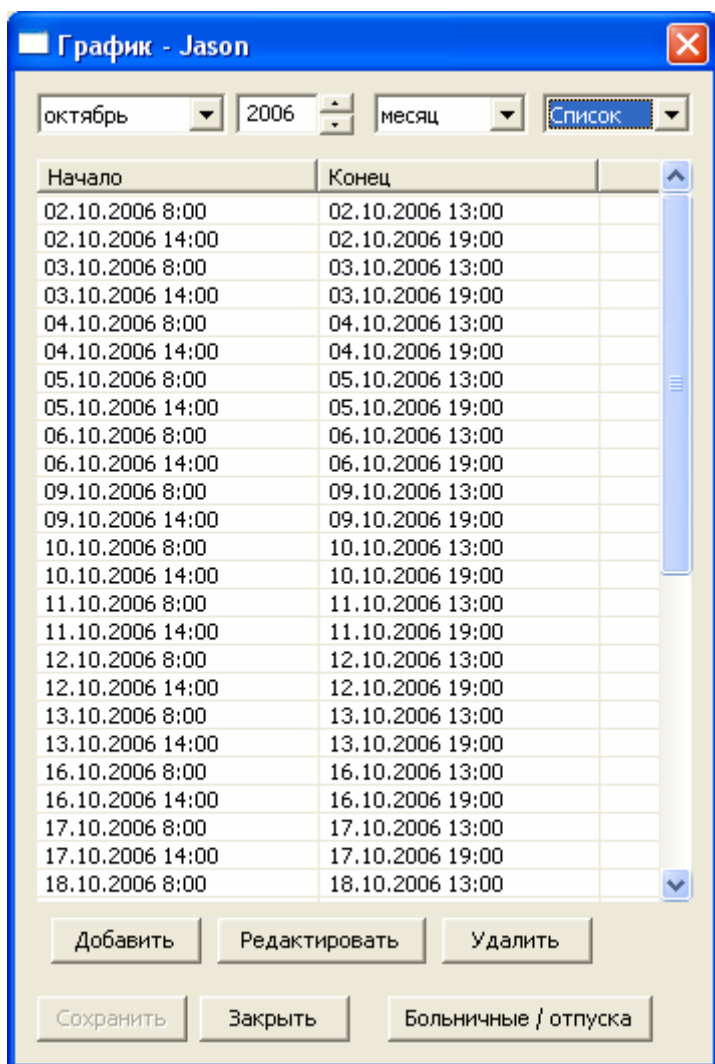 График - Jason
октябрь 2006 месяц Список
Начало Конец
02.10.2006 8:00 02.10.2006 13:00
02.10.2006 14:00 02.10.2006 19:00
03.10.2006 8:00 03.10.2006 13:00
03.10.2006 14:00 03.10.2006 19:00
04.10.2006 8:00 04.10.2006 13:00
04.10.2006 14:00 04.10.2006 19:00
05.10.2006 8:00 05.10.2006 13:00
05.10.2006 14:00 05.10.2006 19:00
06.10.2006 8:00 06.10.2006 13:00
06.10.2006 14:00 06.10.2006 19:00
09.10.2006 8:00 09.10.2006 13:00
09.10.2006 14:00 09.10.2006 19:00
10.10.2006 8:00 10.10.2006 13:00
10.10.2006 14:00 10.10.2006 19:00
11.10.2006 8:00 11.10.2006 13:00
11.10.2006 14:00 11.10.2006 19:00
12.10.2006 8:00 12.10.2006 13:00
12.10.2006 14:00 12.10.2006 19:00
13.10.2006 8:00 13.10.2006 13:00
13.10.2006 14:00 13.10.2006 19:00
16.10.2006 8:00 16.10.2006 13:00
16.10.2006 14:00 16.10.2006 19:00
17.10.2006 8:00 17.10.2006 13:00
17.10.2006 14:00 17.10.2006 19:00
18.10.2006 8:00 18.10.2006 13:00
Добавить Редактировать Удалить
Сохранить Закрыть Больничные / отпуска